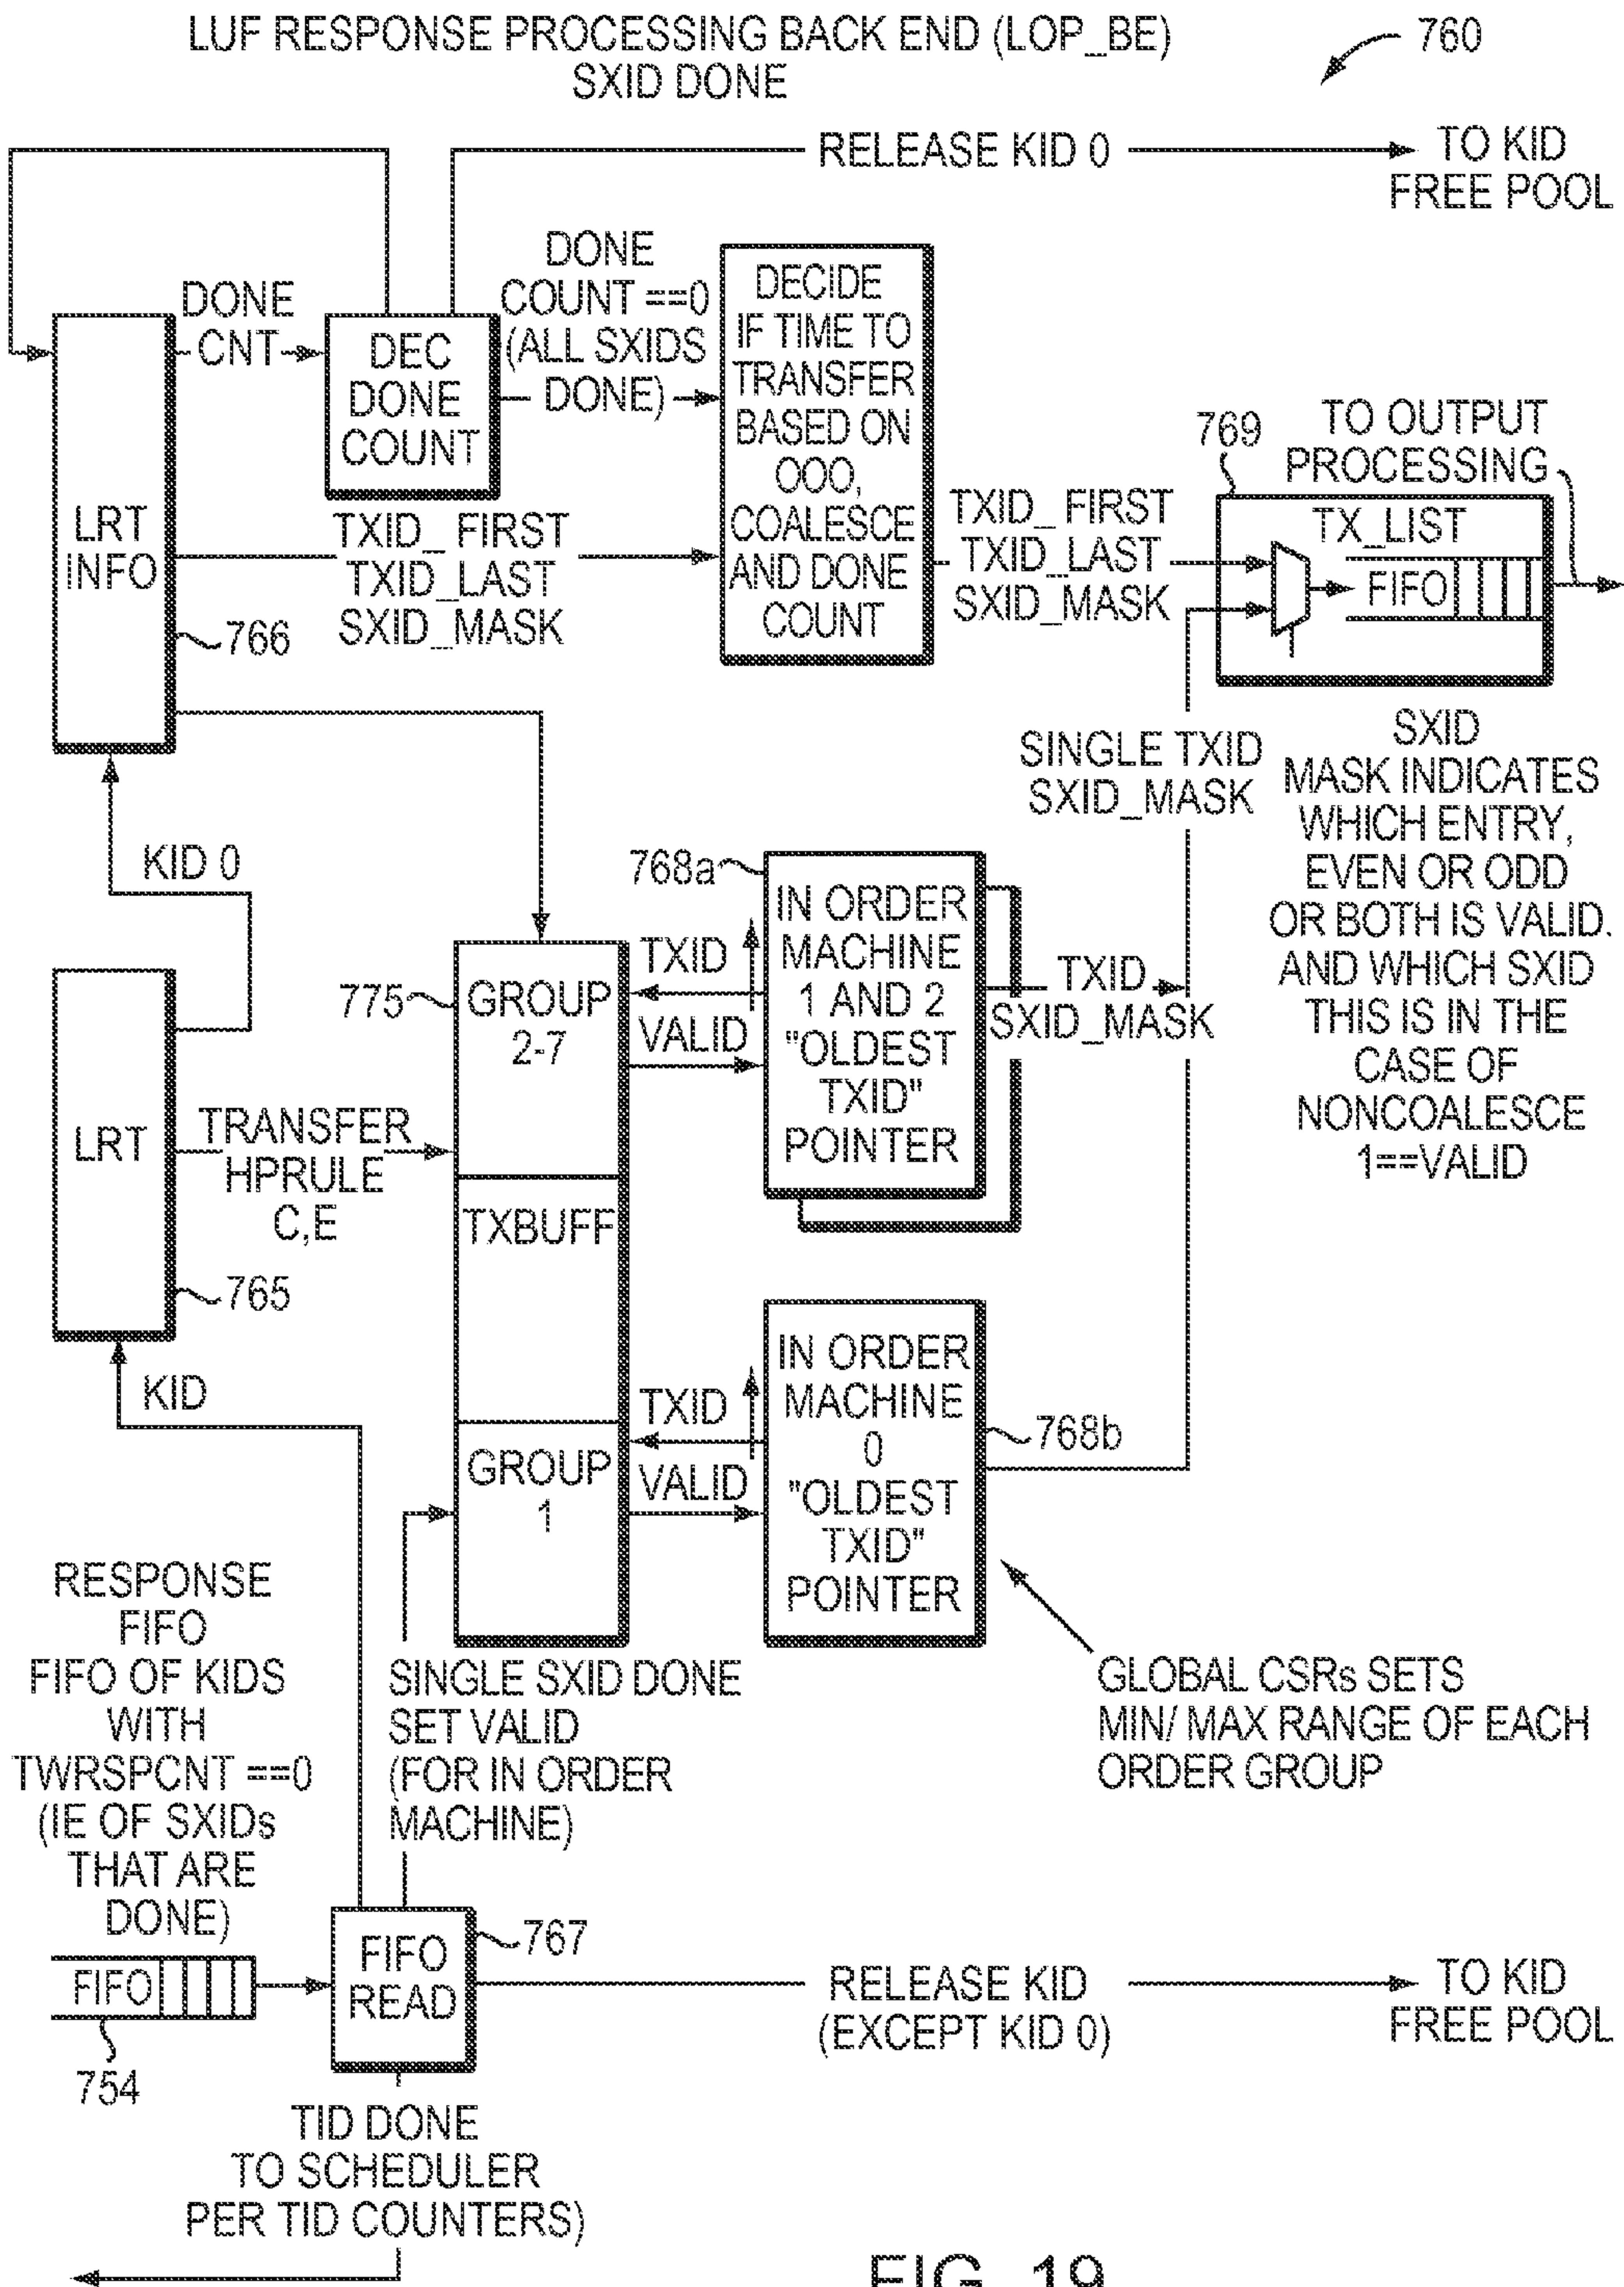 LUF RESPONSE PROCESSING BACK END (LOP_BE)
SXID DONE
760
RELEASE KID 0
TO KID
FREE POOL
DONE
CNT
DEC
DONE
COUNT
DONE
COUNT ==0
(ALL SXIDS
DONE)
DECIDE
IF TIME TO
TRANSFER
BASED ON
OOO,
COALESCE
AND DONE
COUNT
LRT
INFO
766
TXID_ FIRST
TXID_LAST
SXID_MASK
TXID_ FIRST
TXID_LAST
SXID_MASK
769
TO OUTPUT
PROCESSING
TX_LIST
FIFO
SXID
MASK INDICATES
WHICH ENTRY,
EVEN OR ODD
OR BOTH IS VALID.
AND WHICH SXID
THIS IS IN THE
CASE OF
NONCOALESCE
1==VALID
SINGLE TXID
SXID_MASK
KID 0
768a
IN ORDER
MACHINE
1 AND 2
"OLDEST
TXID"
POINTER
TXID
SXID_MASK
775
GROUP
2-7
TXID
VALID
LRT
765
TRANSFER
HPRULE
C,E
TXBUFF
KID
GROUP
1
TXID
VALID
IN ORDER
MACHINE
0
"OLDEST
TXID"
POINTER
768b
RESPONSE
FIFO
FIFO OF KIDS
WITH
TWRSPCNT ==0
(IE OF SXIDs
THAT ARE
DONE)
SINGLE SXID DONE
SET VALID
(FOR IN ORDER
MACHINE)
GLOBAL CSRs SETS
MIN/ MAX RANGE OF EACH
ORDER GROUP
FIFO
754
FIFO
READ
767
RELEASE KID
(EXCEPT KID 0)
TO KID
FREE POOL
TID DONE
TO SCHEDULER
PER TID COUNTERS)
FIG. 19